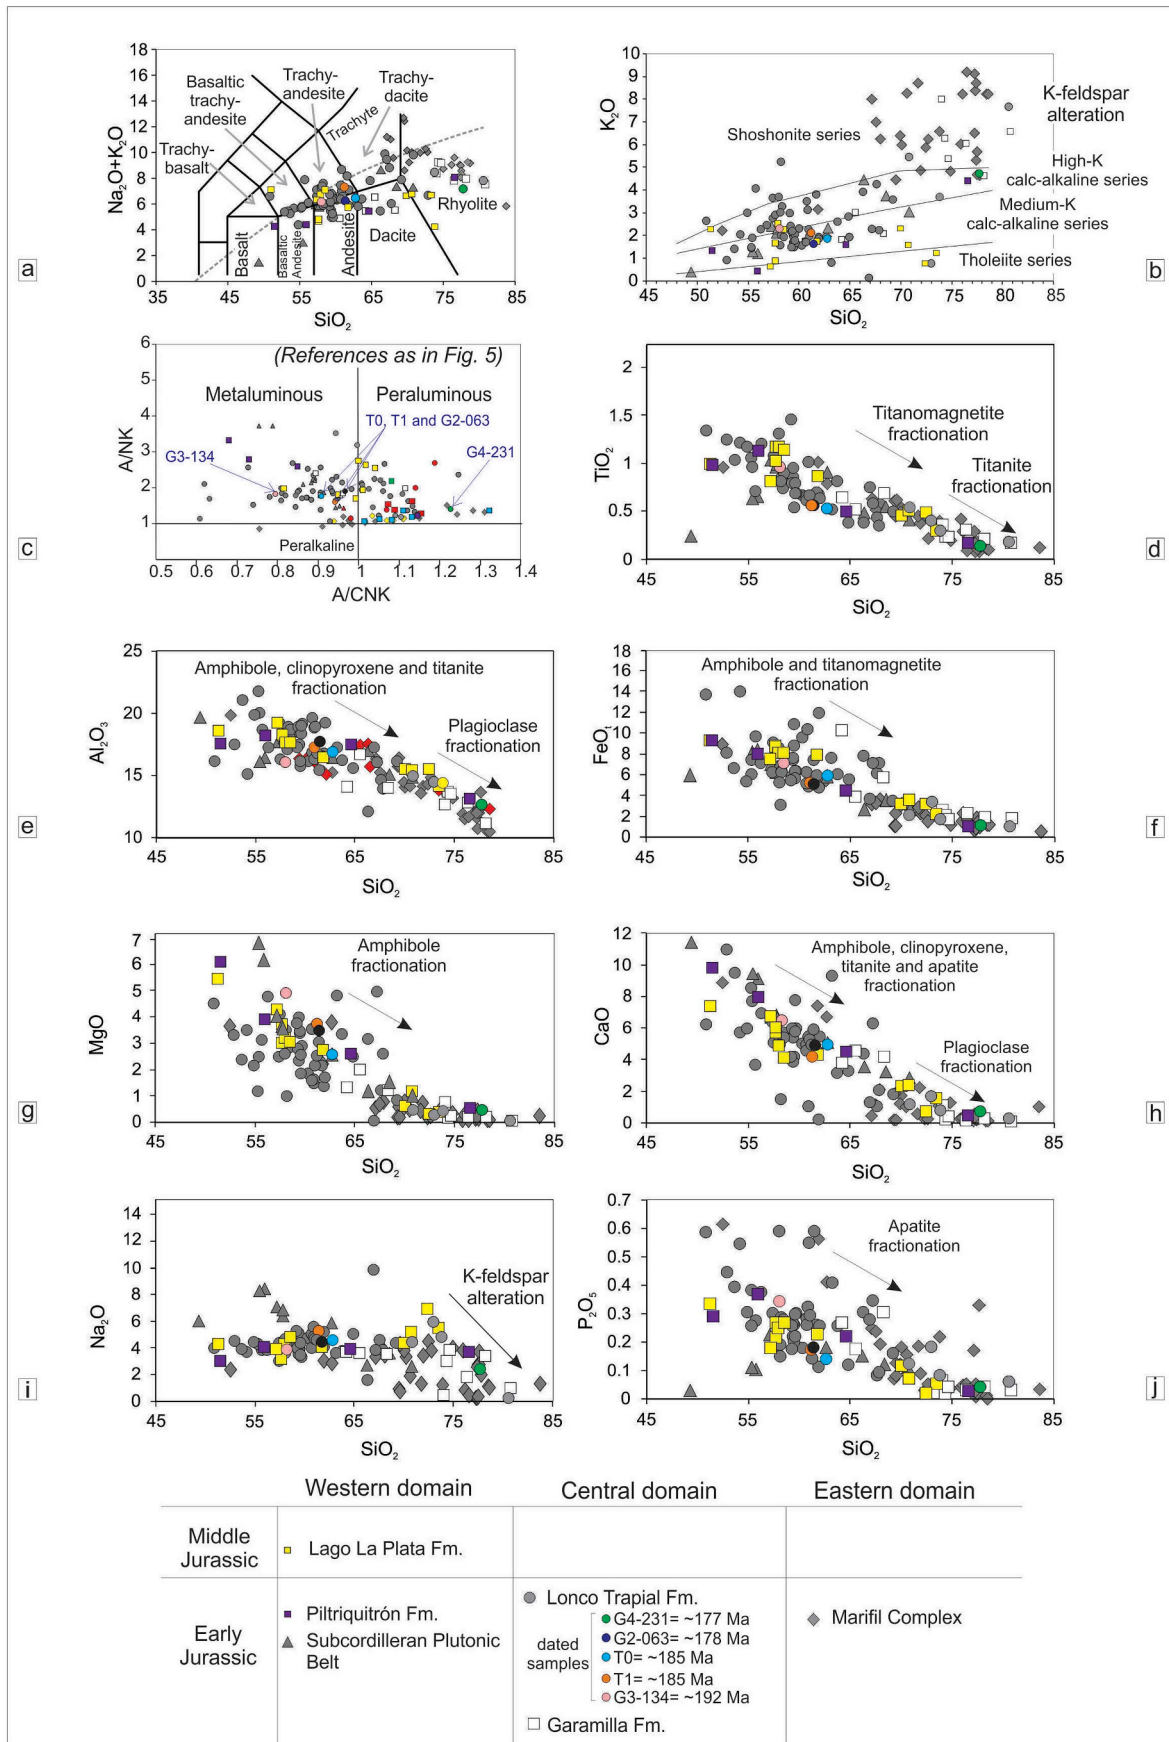 18
16
14
12
10
8
6
4
2
0
Na₂O+K₂O
Basaltic
trachy-
andesite
Trachy-
andesite
Trachy-
dacite
Trachyte
Trachy-
basalt
Basalt
Basaltic
Andesite
Andesite
Dacite
Rhyolite
35 45 55 65 75 85
SiO₂
a
10
9
8
7
6
5
4
3
2
1
0
K₂O
Shoshonite series
K-feldspar
alteration
High-K
calc-alkaline series
Medium-K
calc-alkaline series
Tholeiite series
45 50 55 60 65 70 75 80 85
SiO₂
b
6
5
4
3
2
1
A/NK
(References as in Fig. 5)
Metaluminous Peraluminous
T0, T1 and G2-063
G3-134
G4-231
Peralkaline
0.5 0.6 0.7 0.8 0.9 1 1.1 1.2 1.3 1.4
A/CNK
c
2
1.5
1
0.5
0
TiO₂
Titanomagnetite
fractionation
Titanite
fractionation
45 55 65 75 85
SiO₂
d
25
20
15
10
Al₂O₃
Amphibole, clinopyroxene and titanite
fractionation
Plagioclase
fractionation
45 55 65 75 85
SiO₂
e
18
16
14
12
10
8
6
4
2
0
FeOₜ
Amphibole and titanomagnetite
fractionation
45 55 65 75 85
SiO₂
f
7
6
5
4
3
2
1
0
MgO
Amphibole
fractionation
45 55 65 75 85
SiO₂
g
12
10
8
6
4
2
0
CaO
Amphibole, clinopyroxene,
titanite and apatite
fractionation
Plagioclase
fractionation
45 55 65 75 85
SiO₂
h
14
12
10
8
6
4
2
0
Na₂O
K-feldspar
alteration
45 55 65 75 85
SiO₂
i
0.7
0.6
0.5
0.4
0.3
0.2
0.1
0
P₂O₅
Apatite
fractionation
45 55 65 75 85
SiO₂
j
Western domain Central domain Eastern domain
Middle
Jurassic
Lago La Plata Fm.
Early
Jurassic
Piltriquitrón Fm.
Subcordilleran Plutonic
Belt
Lonco Trapial Fm.
dated
samples
G4-231= ~177 Ma
G2-063= ~178 Ma
T0= ~185 Ma
T1= ~185 Ma
G3-134= ~192 Ma
Garamilla Fm.
Marifil Complex